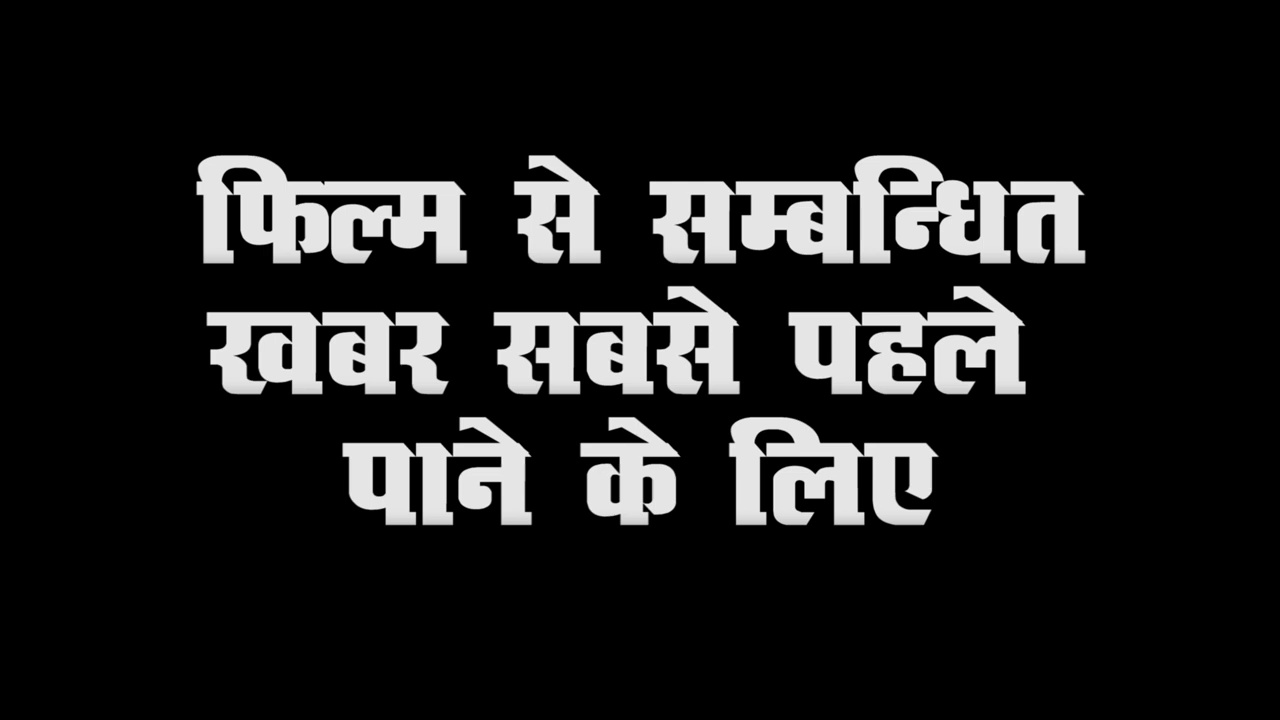 फिल्म से सम्बन्धित
खबर सबसे पहले
पाने के लिए